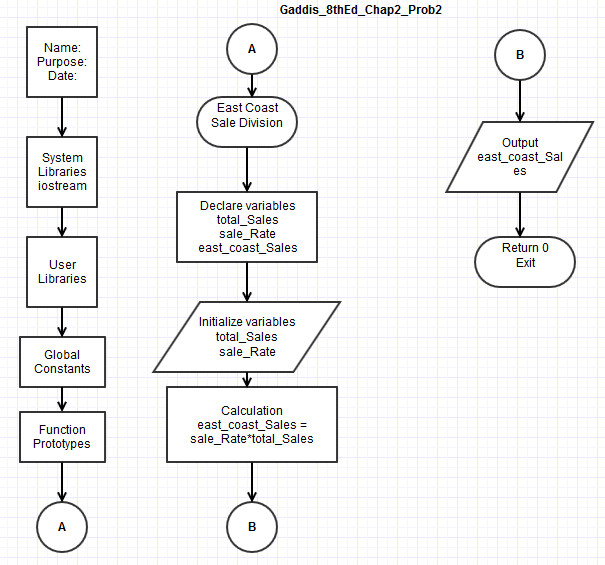 Gaddis_8thEd_Chap2_Prob2
Name:
Purpose:
Date:
System
Libraries
iostream
User
Libraries
Global
Constants
Function
Prototypes
A
A
East Coast
Sale Division
Declare variables
total_Sales
sale_Rate
east_coast_Sales
Initialize variables
total_Sales
sale_Rate
Calculation
east_coast_Sales =
sale_Rate*total_Sales
B
B
Output
east_coast_Sal
es
Return 0
Exit